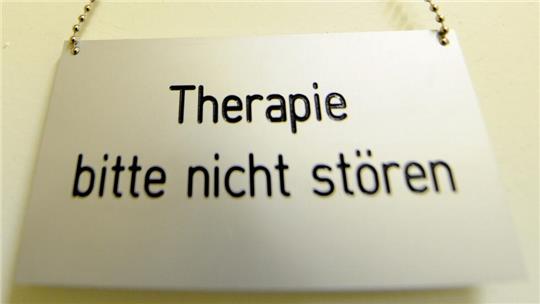 Therapie
bitte nicht stören